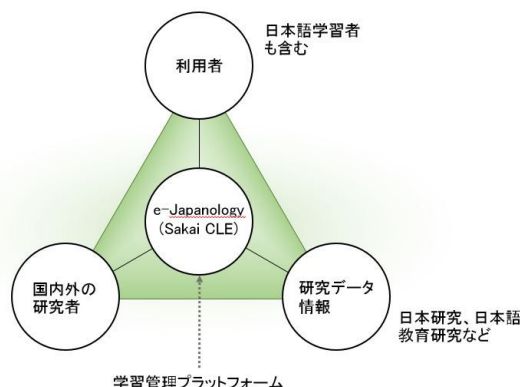 日本語学習者
も含む
利用者
e-Japanology
(Sakai CLE)
国内外の
研究者
研究データ
情報
日本研究、日本語
教育研究など
学習管理プラットフォーム